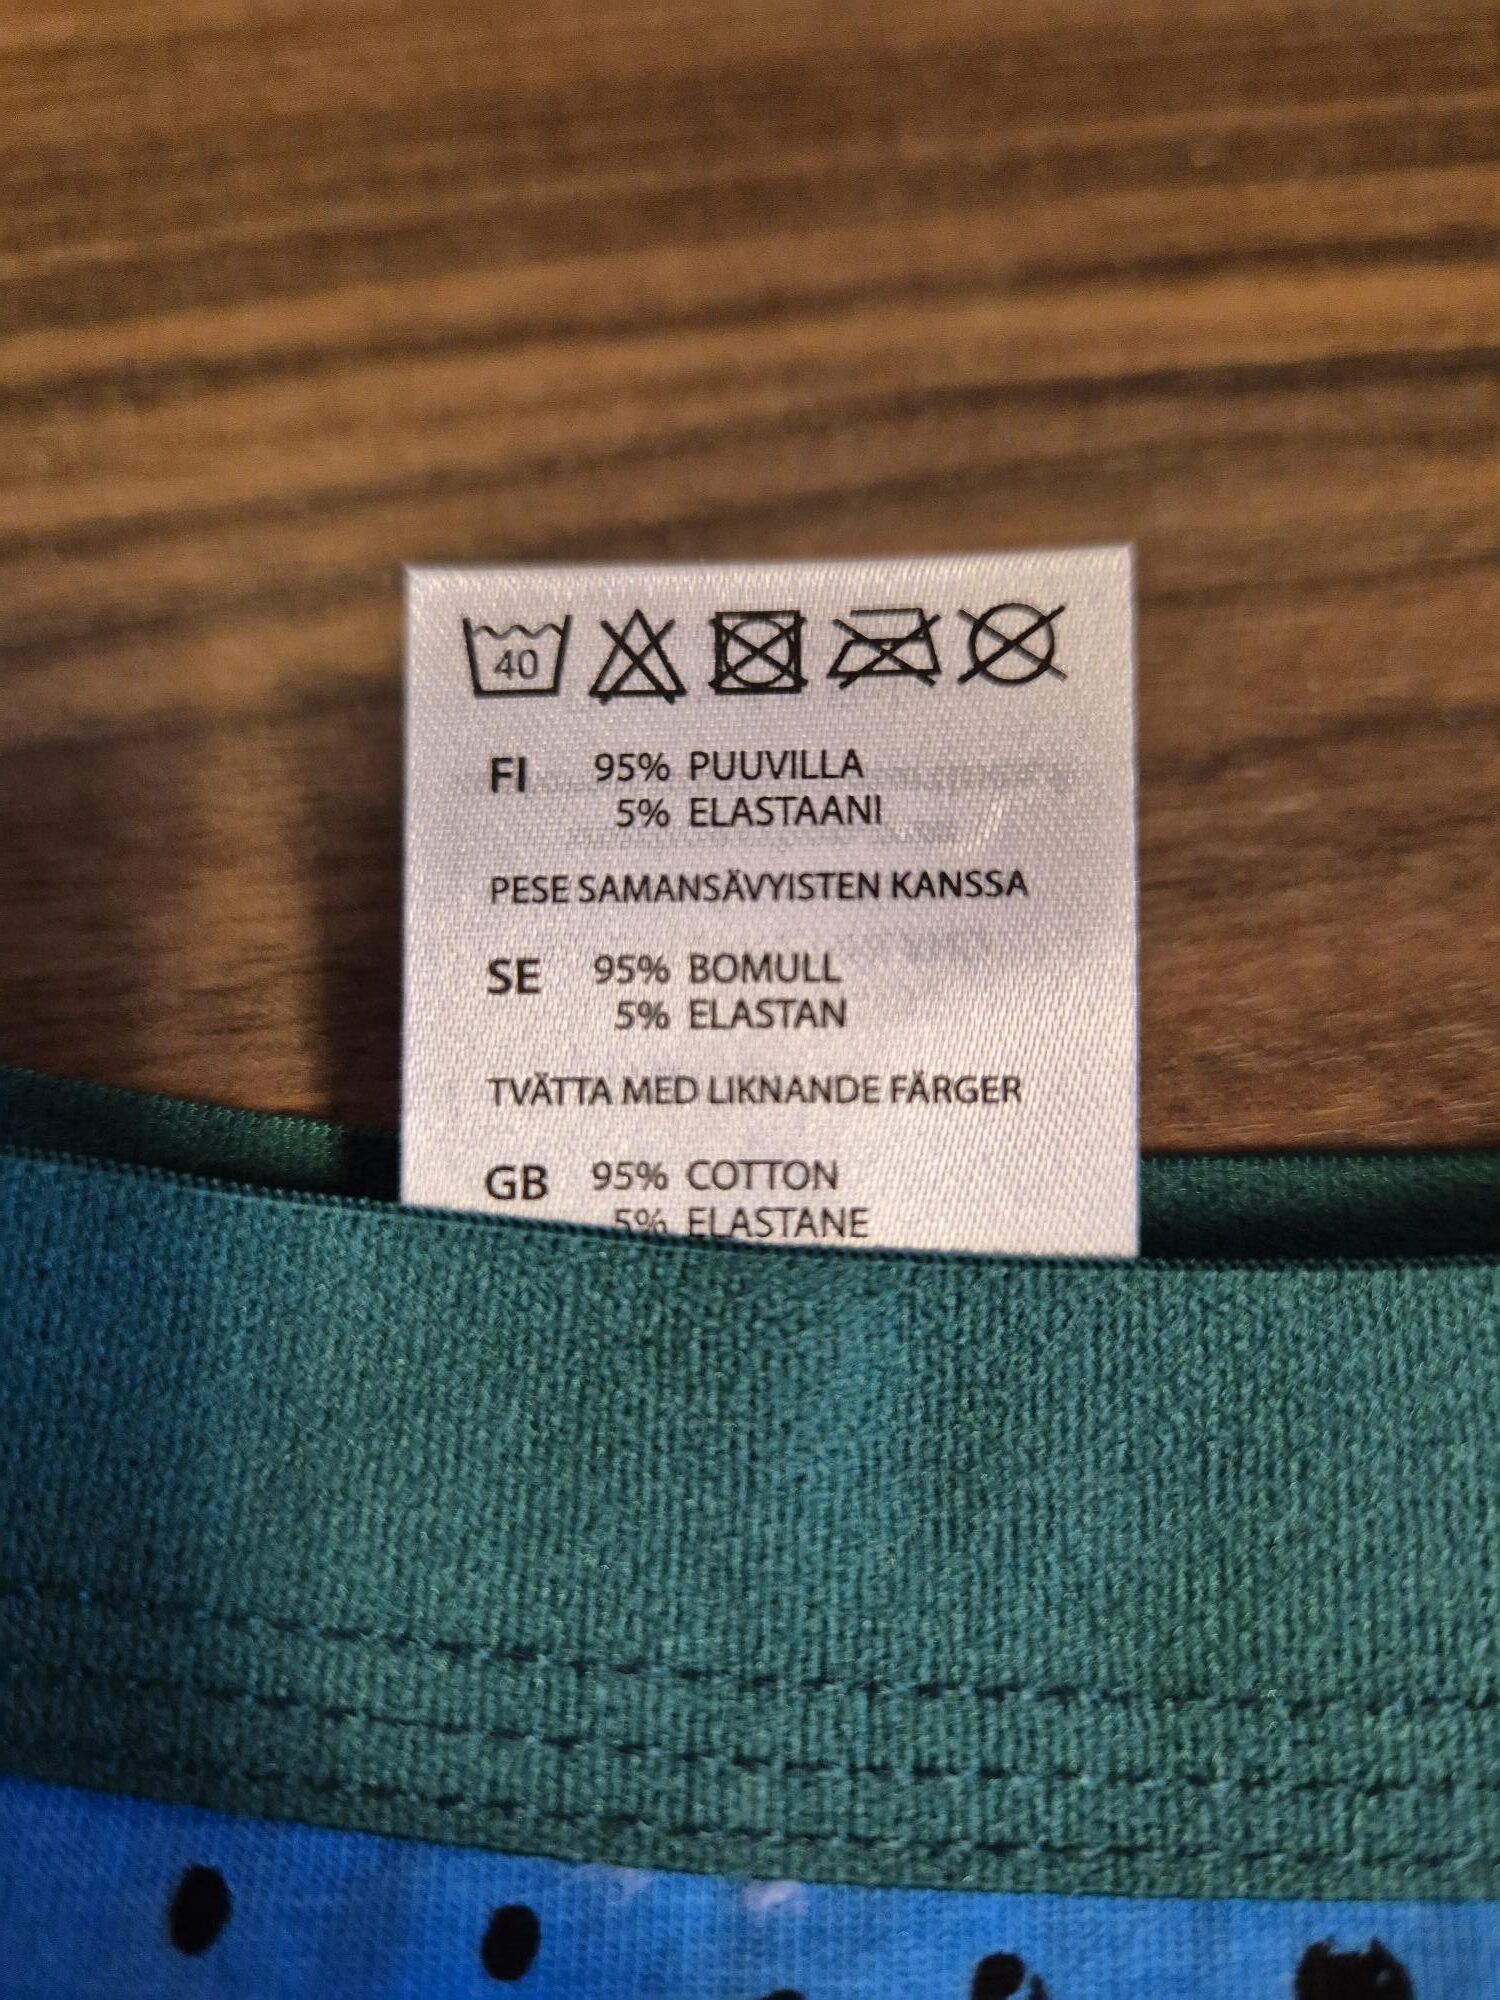 40
FI 95% PUUVILLA
5% ELASTAANI
PESE SAMANSÄVYISTEN KANSSA
SE 95% BOMULL
5% ELASTAN
TVÄTTA MED LIKNANDE FÄRGER
GB 95% COTTON
5% ELASTANE